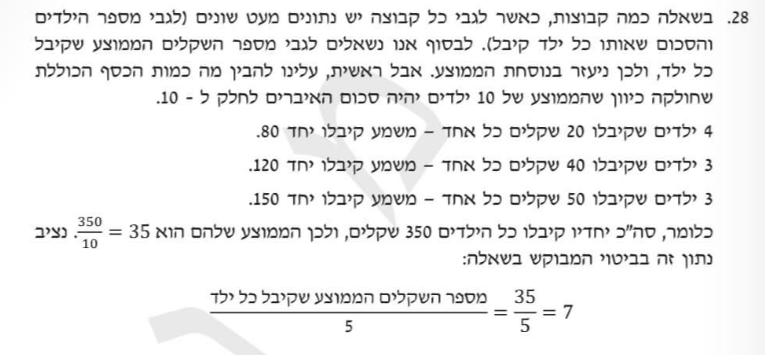 28. בשאלה כמה קבוצות, כאשר לגבי כל קבוצה יש נתונים מעט שונים (לגבי מספר הילדים
והסכום שאותו כל ילד קיבל). לבסוף אנו נשאלים לגבי מספר השקלים הממוצע שקיבל
כל ילד, ולכן ניעזר בנוסחת הממוצע. אבל ראשית, עלינו להבין מה כמות הכסף הכוללת
שחולקה כיוון שהממוצע של 10 ילדים יהיה סכום האיברים לחלק ל - 10.
4 ילדים שקיבלו 20 שקלים כל אחד – משמע קיבלו יחד 80.
3 ילדים שקיבלו 40 שקלים כל אחד – משמע קיבלו יחד 120.
3 ילדים שקיבלו 50 שקלים כל אחד – משמע קיבלו יחד 150.
כלומר, סה"כ יחדיו קיבלו כל הילדים 350 שקלים, ולכן הממוצע שלהם הוא 35 = 350/10. נציב
נתון זה בביטוי המבוקש בשאלה:
מספר השקלים הממוצע שקיבל כל ילד / 5 = 35/5 = 7